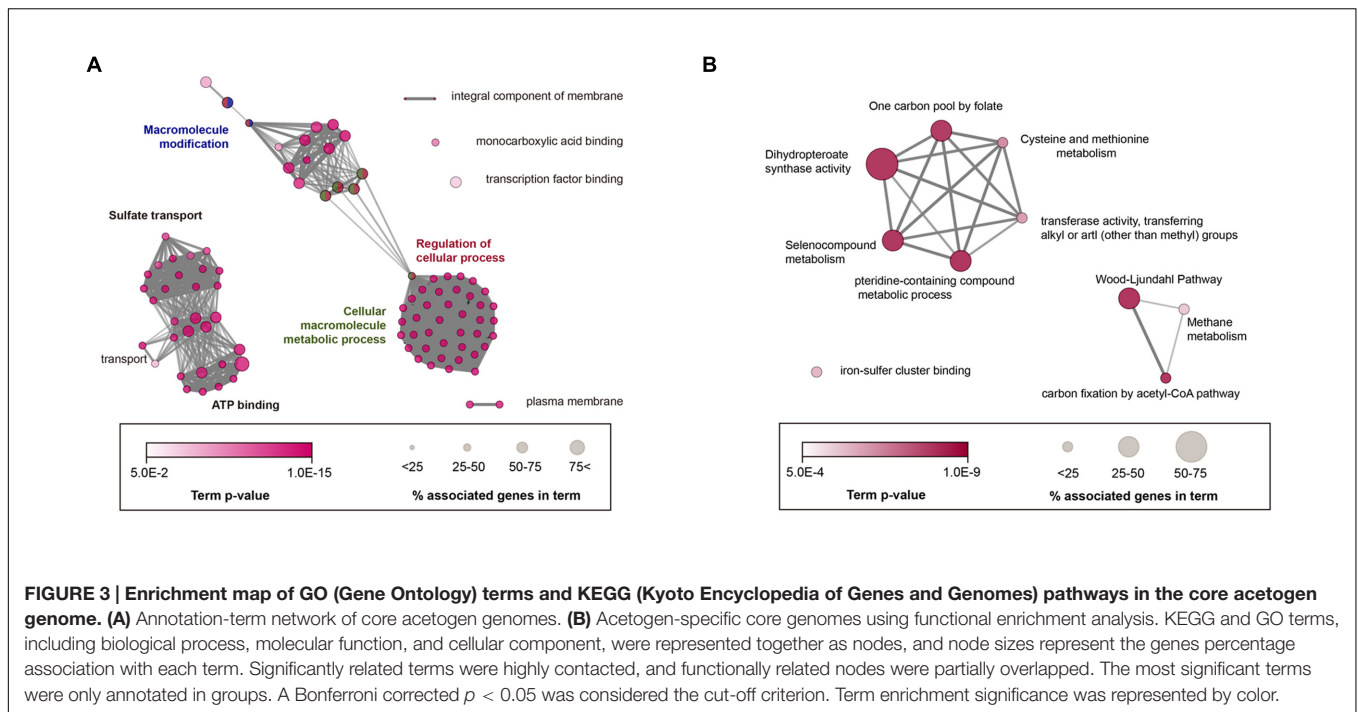 A
integral component of membrane
Macromolecule
modification
monocarboxylic acid binding
transcription factor binding
Sulfate transport
Regulation of
cellular process
Cellular
macromolecule
metabolic process
transport
ATP binding
plasma membrane
5.0E-2
1.0E-15
Term p-value
<25
25-50
50-75
75<
% associated genes in term
B
One carbon pool by folate
Cysteine and methionine
metabolism
Dihydropteroate
synthase activity
transferase activity, transferring
alkyl or artl (other than methyl) groups
Selenocompound
metabolism
pteridine-containing compound
metabolic process
Wood-Ljundahl Pathway
Methane
metabolism
iron-sulfer cluster binding
carbon fixation by acetyl-CoA pathway
5.0E-4
1.0E-9
Term p-value
<25
25-50
50-75
% associated genes in term
FIGURE 3 | Enrichment map of GO (Gene Ontology) terms and KEGG (Kyoto Encyclopedia of Genes and Genomes) pathways in the core acetogen
genome. (A) Annotation-term network of core acetogen genomes. (B) Acetogen-specific core genomes using functional enrichment analysis. KEGG and GO terms,
including biological process, molecular function, and cellular component, were represented together as nodes, and node sizes represent the genes percentage
association with each term. Significantly related terms were highly contacted, and functionally related nodes were partially overlapped. The most significant terms
were only annotated in groups. A Bonferroni corrected p < 0.05 was considered the cut-off criterion. Term enrichment significance was represented by color.